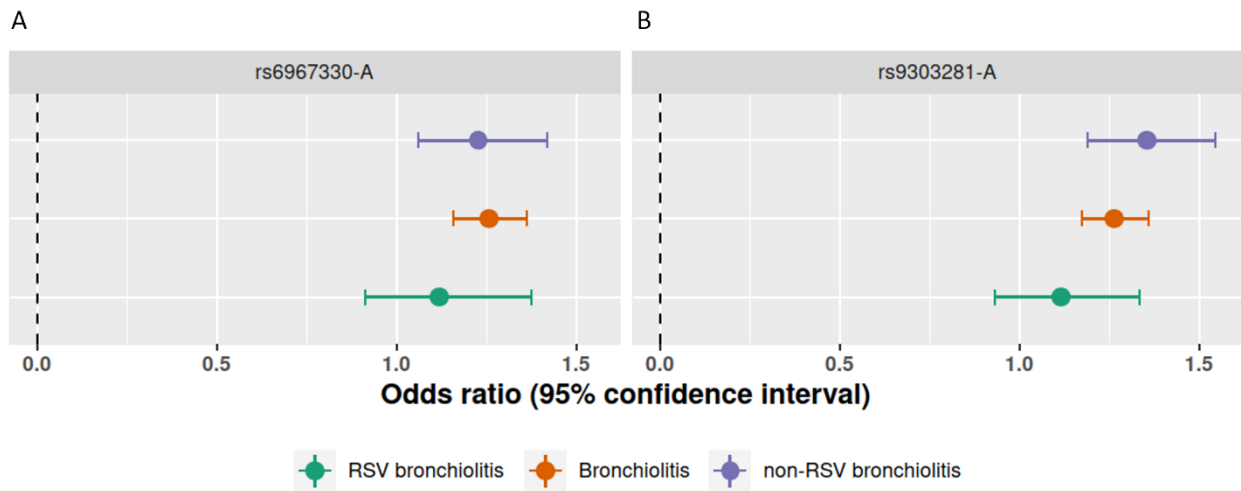 A
B
rs6967330-A
rs9303281-A
0.0 0.5 1.0 1.5
0.0 0.5 1.0 1.5
Odds ratio (95% confidence interval)
RSV bronchiolitis Bronchiolitis non-RSV bronchiolitis